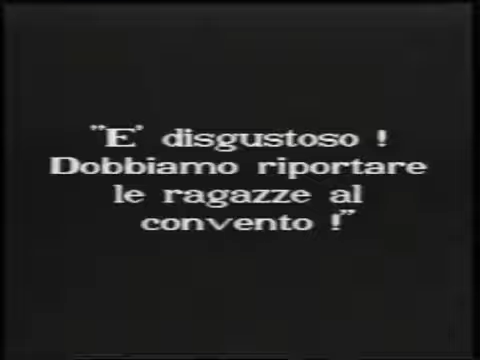 "E' disgustoso !
Dobbiamo riportare
le ragazze al
convento !"